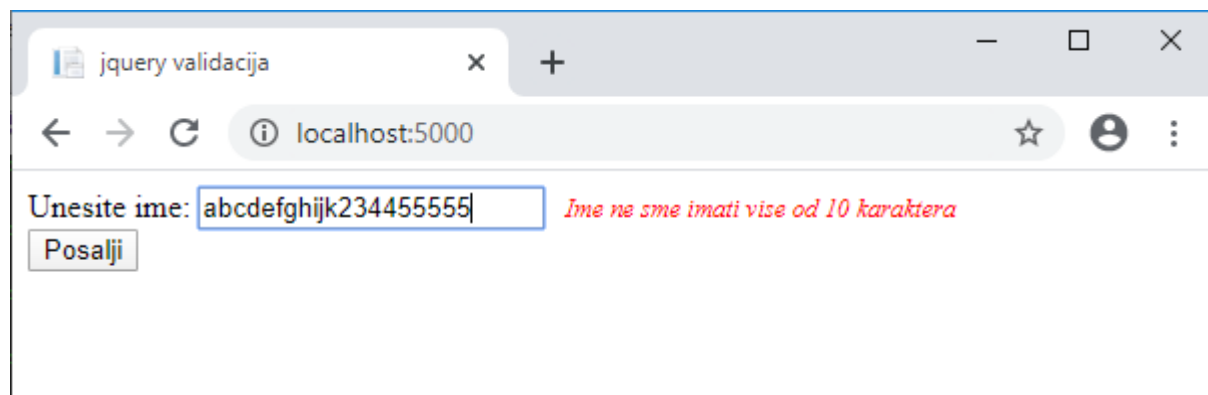 jquery validacija
localhost:5000
Unesite ime: abcdefghijk234455555 Ime ne sme imati vise od 10 karaktera
Posalji